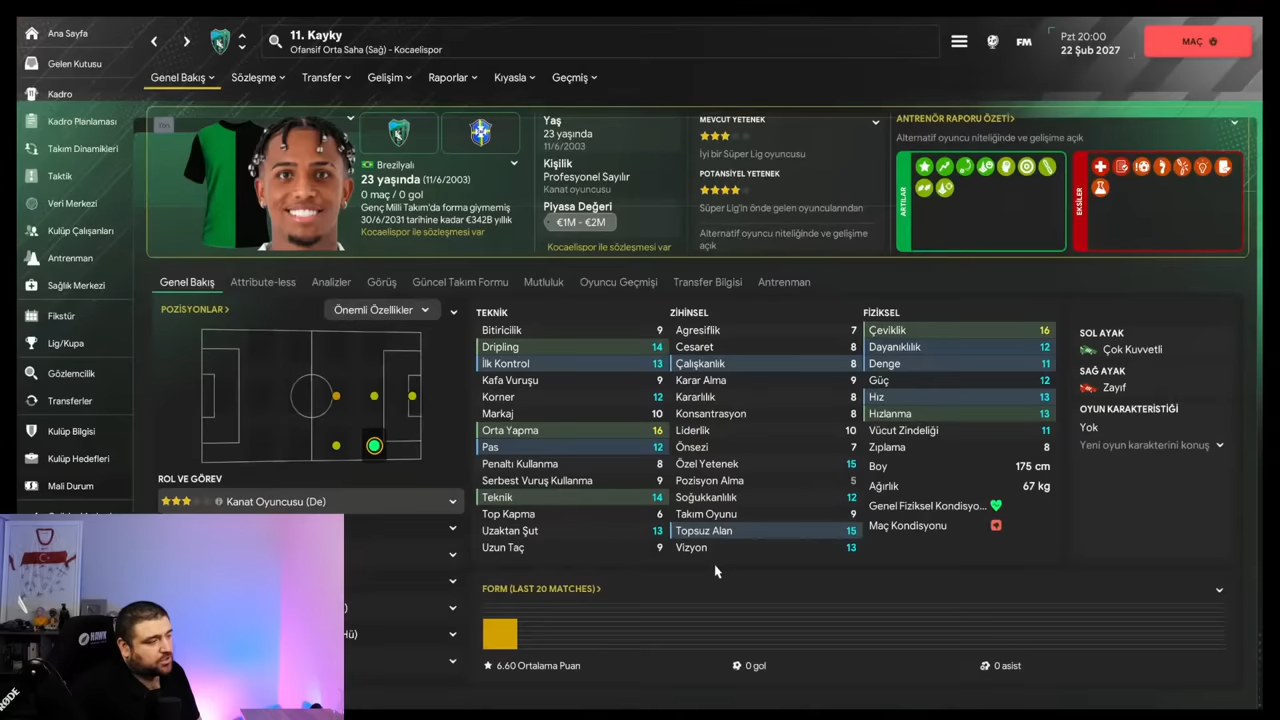 Ana Sayfa
Gelen Kutusu
Kadro
Kadro Planlaması
Takım Dinamikleri
Taktik
Veri Merkezi
Kulüp Çalışanları
Antrenman
Sağlık Merkezi
Fikstür
Lig/Kupa
Gözlemcilik
Transferler
Kulüp Bilgisi
Kulüp Hedefleri
Mali Durum
11. Kayky
Ofansif Orta Saha (Sağ) - Kocaelispor
FM
Pzt 20:00
22 Şub 2027
MAÇ
Genel Bakış
Sözleşme
Transfer
Gelişim
Raporlar
Kıyasla
Geçmiş
Brezilyalı
23 yaşında (11/6/2003)
0 maç / 0 gol
Genç Milli Takım'da forma giymemiş
30/6/2031 tarihine kadar €342B yıllık
Kocaelispor ile sözleşmesi var
Yaş
23 yaşında
11/6/2003
Kişilik
Profesyonel Sayılır
Kanat oyuncusu
Piyasa Değeri
€1M - €2M
Kocaelispor ile sözleşmesi var
MEVCUT YETENEK
İyi bir Süper Lig oyuncusu
POTANSİYEL YETENEK
Süper Lig'in önde gelen oyuncularından
Alternatif oyuncu niteliğinde ve gelişime
açık
ANTRENÖR RAPORU ÖZETİ>
Alternatif oyuncu niteliğinde ve gelişime açık
ARTILAR
EKSİLER
Genel Bakış
Attribute-less
Analizler
Görüş
Güncel Takım Formu
Mutluluk
Oyuncu Geçmişi
Transfer Bilgisi
Antrenman
POZİSYONLAR>
Önemli Özellikler
ROL VE GÖREV
Kanat Oyuncusu (De)
TEKNİK
Bitiricilik 9
Dripling 14
İlk Kontrol 13
Kafa Vuruşu 9
Korner 12
Markaj 10
Orta Yapma 16
Pas 12
Penaltı Kullanma 8
Serbest Vuruş Kullanma 9
Teknik 14
Top Kapma 6
Uzaktan Şut 13
Uzun Taç 9
ZİHİNSEL
Agresiflik 7
Cesaret 8
Çalışkanlık 8
Karar Alma 9
Kararlılık 8
Konsantrasyon 8
Liderlik 10
Önsezi 7
Özel Yetenek 15
Pozisyon Alma 5
Soğukkanlılık 12
Takım Oyunu 9
Topsuz Alan 15
Vizyon 13
FİZİKSEL
Çeviklik 16
Dayanıklılık 12
Denge 11
Güç 12
Hız 13
Hızlanma 13
Vücut Zindeliği 11
Zıplama 8
Boy 175 cm
Ağırlık 67 kg
Genel Fiziksel Kondisyo...
Maç Kondisyonu
SOL AYAK
Çok Kuvvetli
SAĞ AYAK
Zayıf
OYUN KARAKTERİSTİĞİ
Yok
Yeni oyun karakterini konuş
FORM (LAST 20 MATCHES)>
6.60 Ortalama Puan
0 gol
0 asist
Hü)
HAWK
RØDE